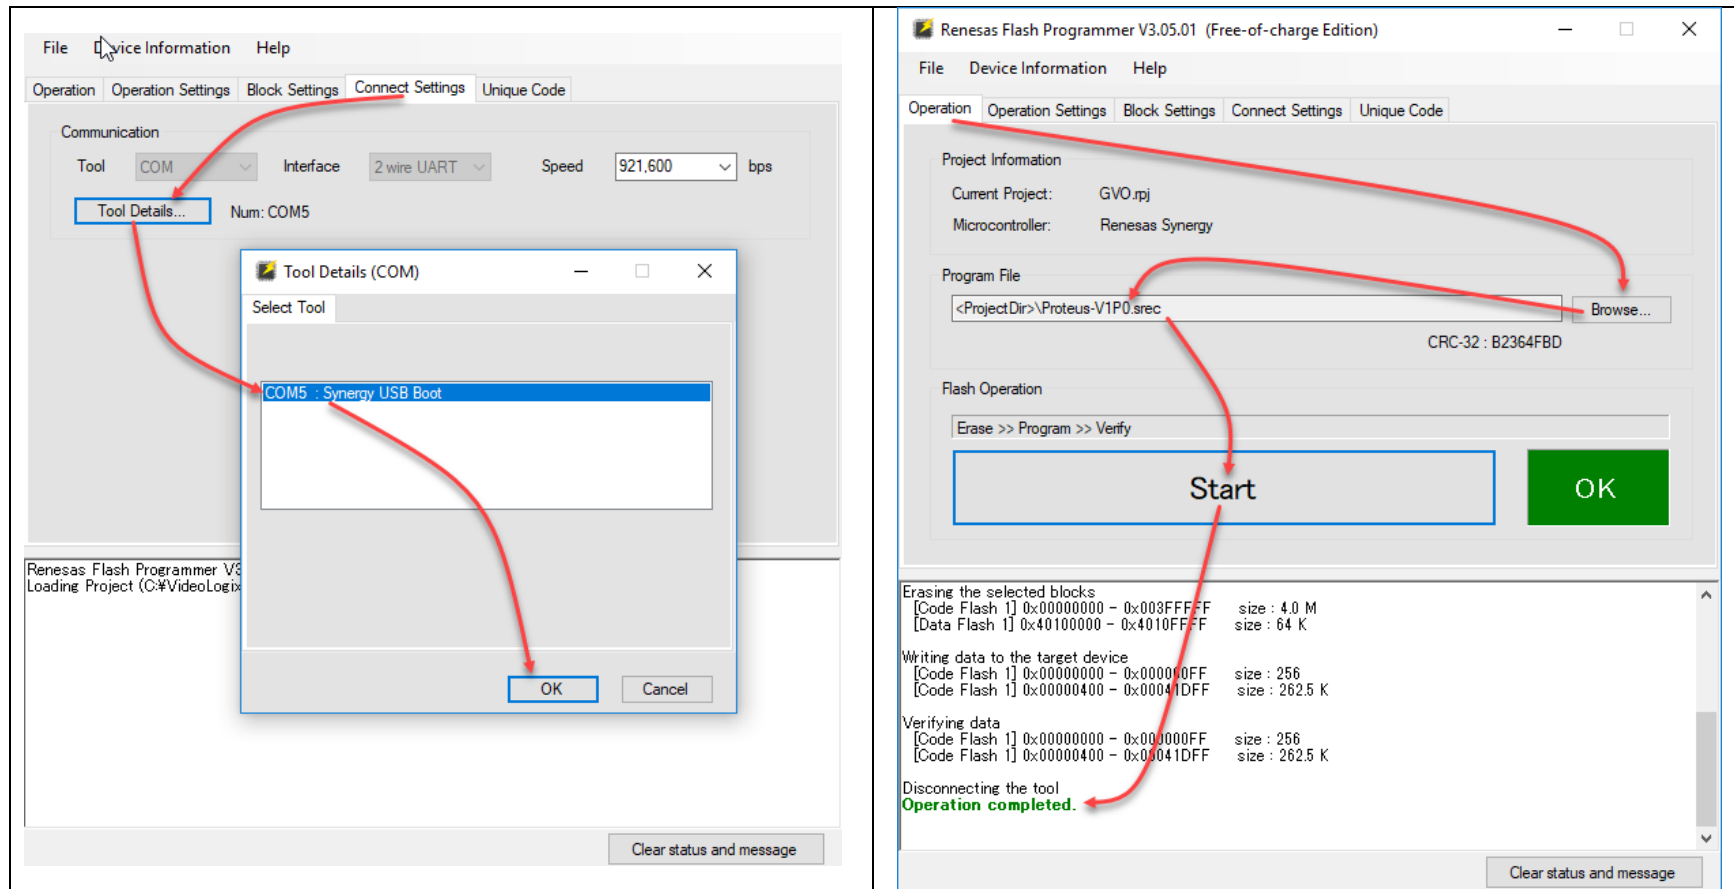 File Device Information Help
Operation Operation Settings Block Settings Connect Settings Unique Code
Communication
Tool COM Interface 2 wire UART Speed 921,600 bps
Tool Details... Num: COM5
Tool Details (COM)
Select Tool
COM5 : Synergy USB Boot
OK Cancel
Renesas Flash Programmer V3
Loading Project (C:¥VideoLogix
Clear status and message
Renesas Flash Programmer V3.05.01 (Free-of-charge Edition)
File Device Information Help
Operation Operation Settings Block Settings Connect Settings Unique Code
Project Information
Current Project: GVO.rpj
Microcontroller: Renesas Synergy
Program File
<ProjectDir>\Proteus-V1P0.srec Browse...
CRC-32 : B2364FBD
Flash Operation
Erase >> Program >> Verify
Start OK
Erasing the selected blocks
[Code Flash 1] 0x00000000 - 0x003FFFFF size : 4.0 M
[Data Flash 1] 0x40100000 - 0x4010FFFF size : 64 K
Writing data to the target device
[Code Flash 1] 0x00000000 - 0x000000FF size : 256
[Code Flash 1] 0x00000400 - 0x00041DFF size : 262.5 K
Verifying data
[Code Flash 1] 0x00000000 - 0x000000FF size : 256
[Code Flash 1] 0x00000400 - 0x00041DFF size : 262.5 K
Disconnecting the tool
Operation completed.
Clear status and message